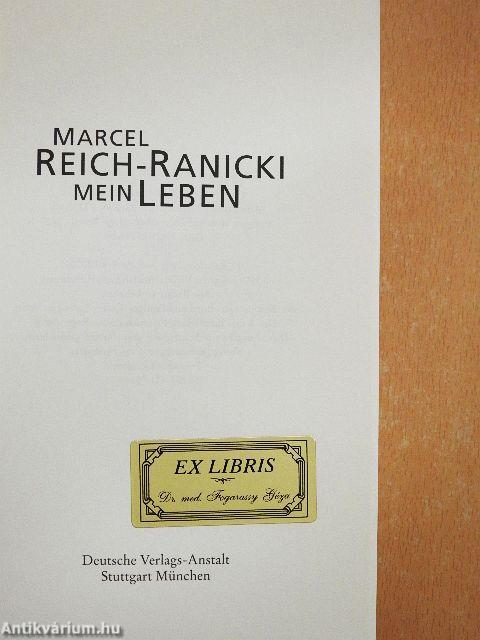 MARCEL
REICH-RANICKI
MEIN LEBEN
EX LIBRIS
Dr. med. Fogarassy Géza
Deutsche Verlags-Anstalt
Stuttgart München
Antikvárium.hu